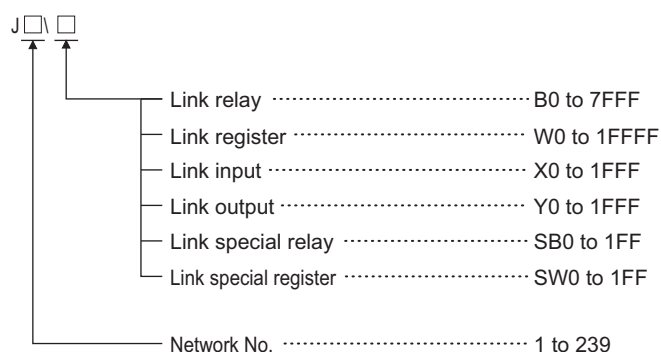 J□\ □
Link relay B0 to 7FFF
Link register W0 to 1FFFF
Link input X0 to 1FFF
Link output Y0 to 1FFF
Link special relay SB0 to 1FF
Link special register SW0 to 1FF
Network No. 1 to 239